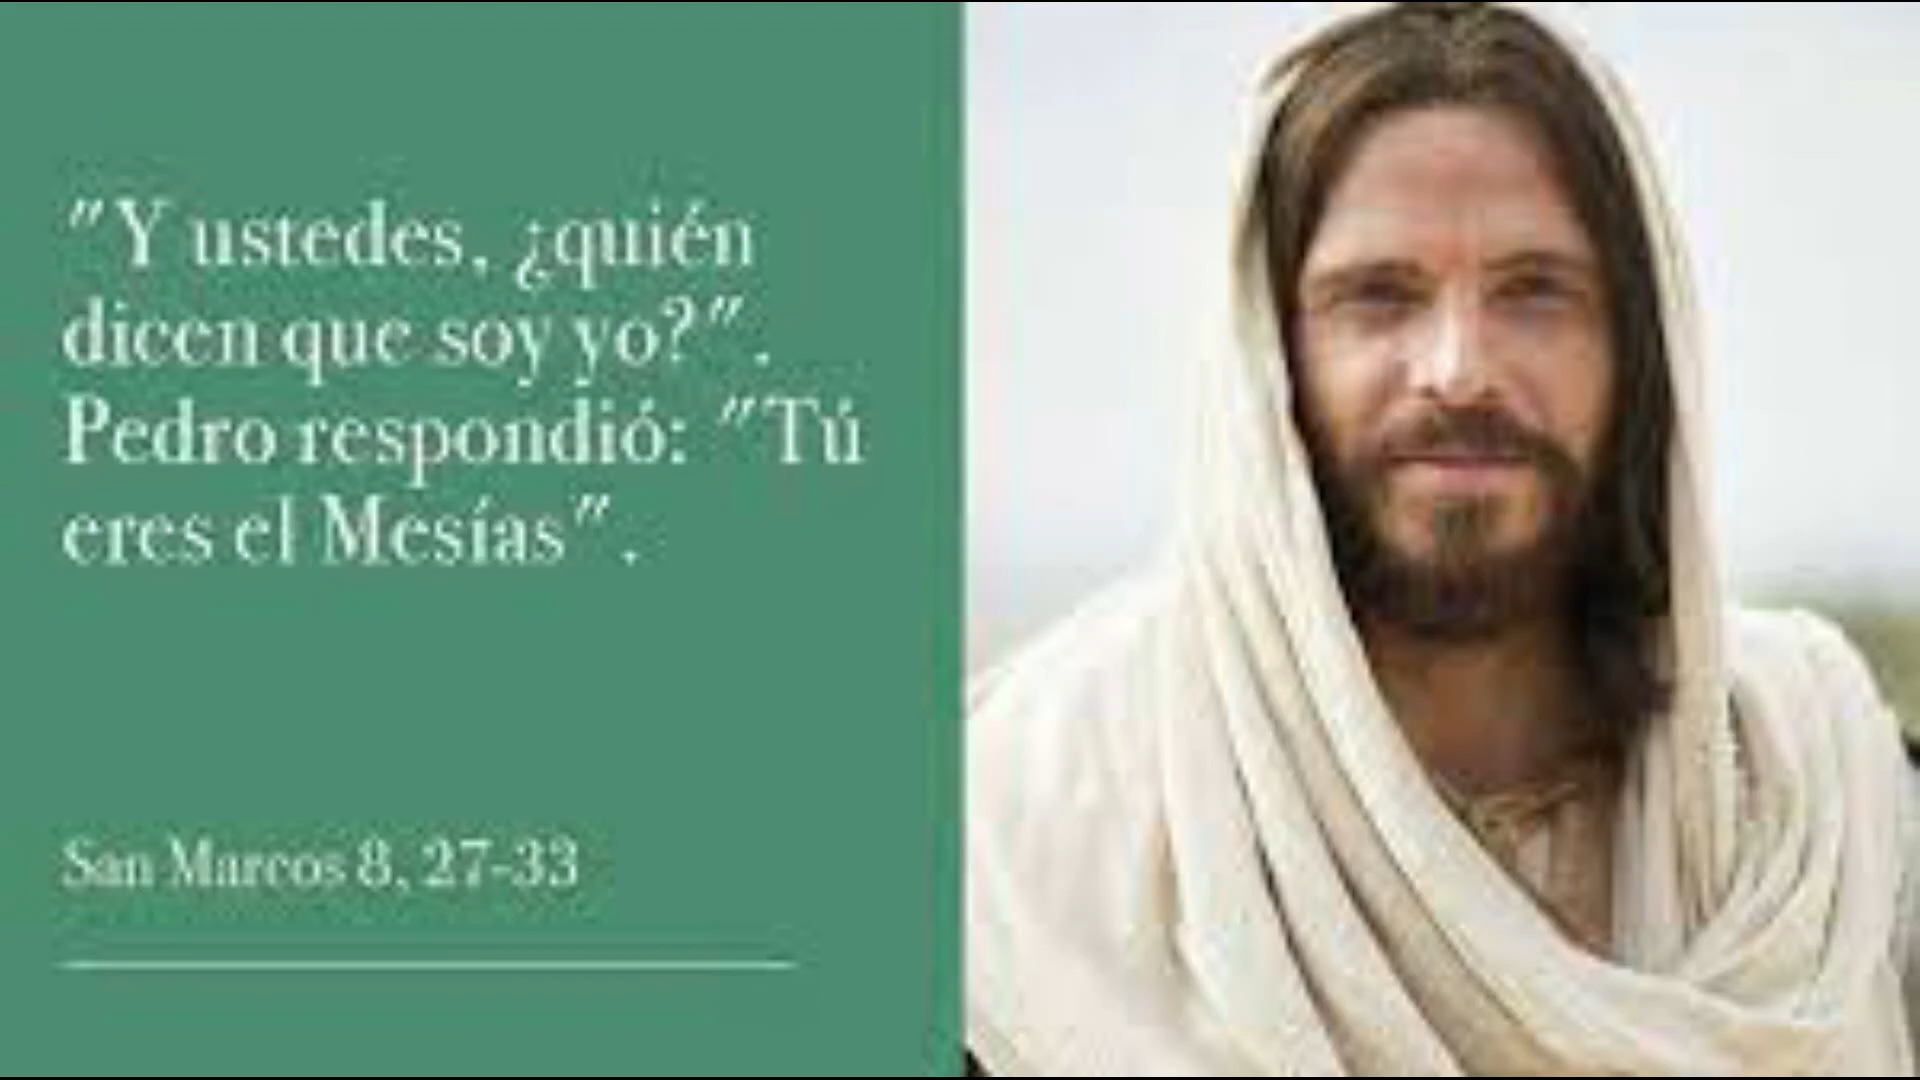 "Y ustedes, ¿quién
dicen que soy yo?".
Pedro respondió: "Tú
eres el Mesías".
San Marcos 8, 27-33